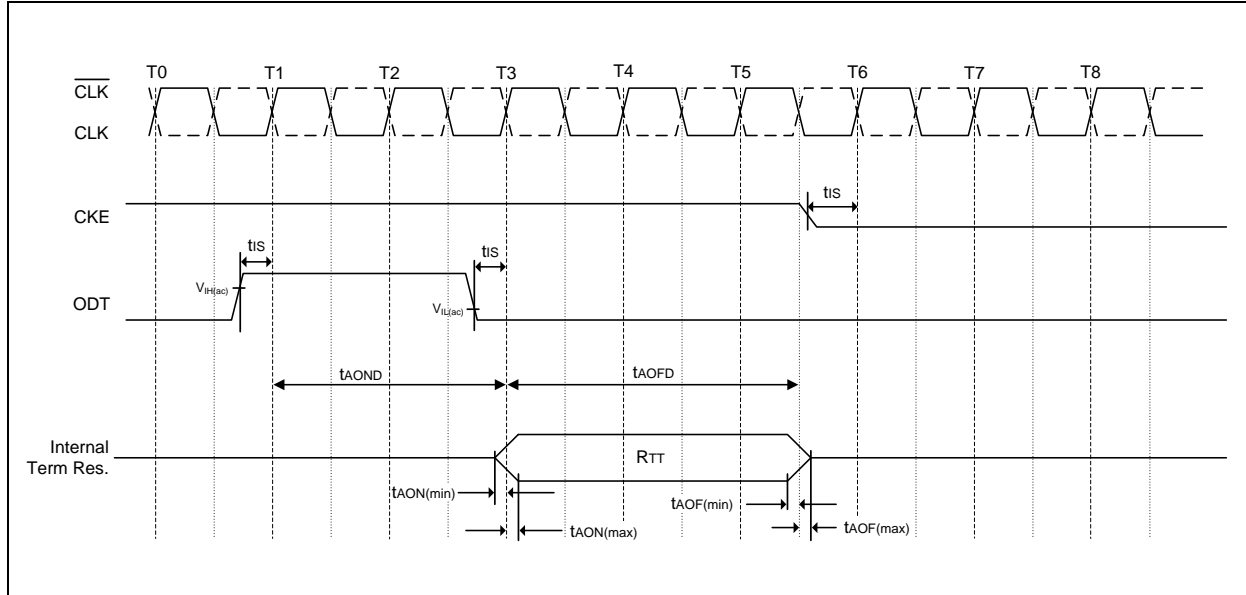 T0 T1 T2 T3 T4 T5 T6 T7 T8
CLK
CLK
tIS
CKE
tIS
tIS
VIH(ac)
VIL(ac)
ODT
tAOND
tAOFD
Internal
Term Res.
RTT
tAON(min)
tAOF(min)
tAON(max)
tAOF(max)